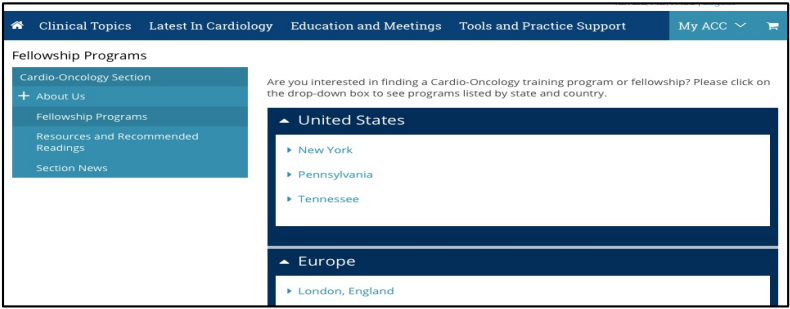 Clinical Topics Latest In Cardiology Education and Meetings Tools and Practice Support My ACC
Fellowship Programs
Cardio-Oncology Section
+ About Us
Fellowship Programs
Resources and Recommended
Readings
Section News
Are you interested in finding a Cardio-Oncology training program or fellowship? Please click on
the drop-down box to see programs listed by state and country.
United States
New York
Pennsylvania
Tennessee
Europe
London, England